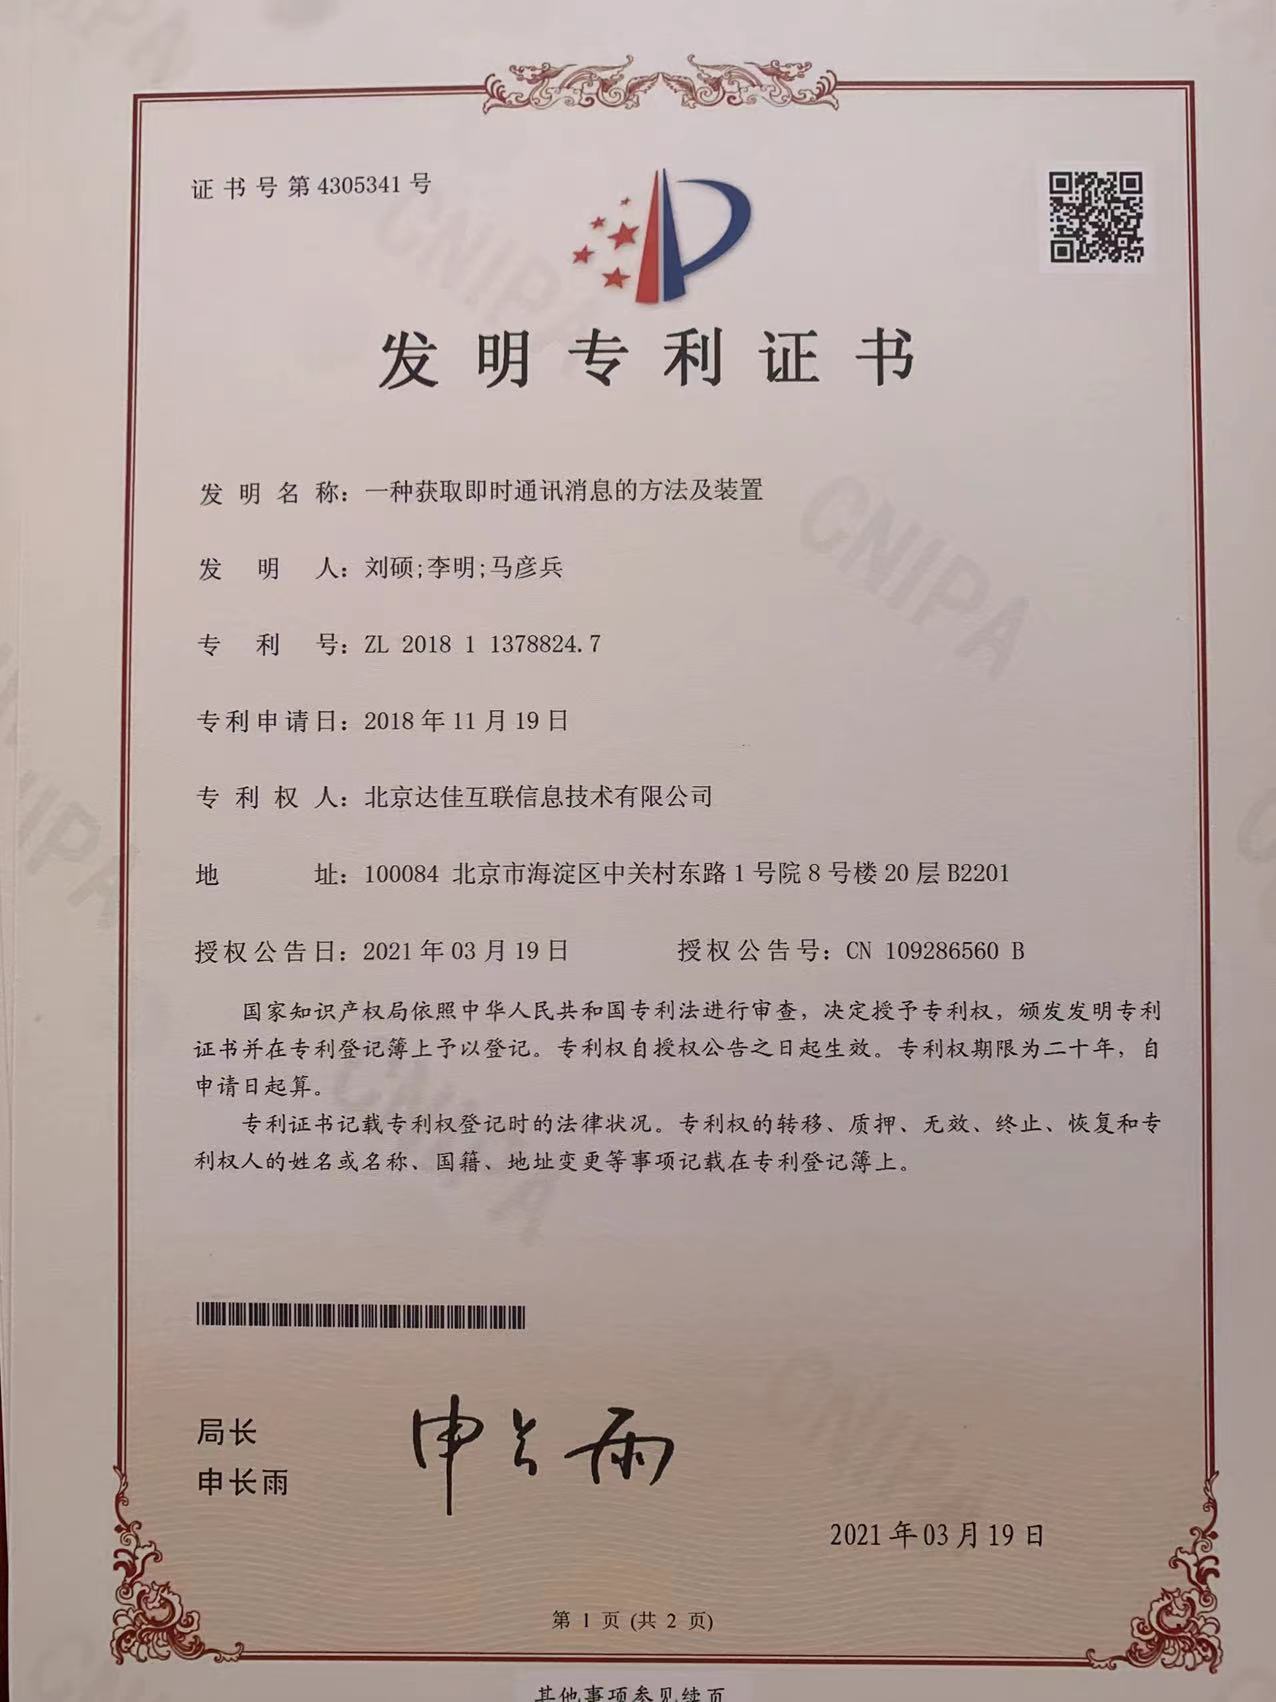 证书号第4305341号
发明专利证书
发明名称：一种获取即时通讯消息的方法及装置
发明人：刘硕;李明;马彦兵
专利号：ZL 2018 1 1378824.7
专利申请日：2018年11月19日
专利权人：北京达佳互联信息技术有限公司
地址：100084 北京市海淀区中关村东路1号院8号楼20层B2201
授权公告日：2021年03月19日 授权公告号：CN 109286560 B
国家知识产权局依照中华人民共和国专利法进行审查，决定授予专利权，颁发发明专利
证书并在专利登记簿上予以登记。专利权自授权公告之日起生效。专利权期限为二十年，自
申请日起算。
专利证书记载专利权登记时的法律状况。专利权的转移、质押、无效、终止、恢复和专
利权人的姓名或名称、国籍、地址变更等事项记载在专利登记簿上。
局长
申长雨
申长雨
2021年03月19日
第 1 页 (共 2 页)
其他事项参见续页
CNIPA
CNIPA
CNIPA
CNIPA